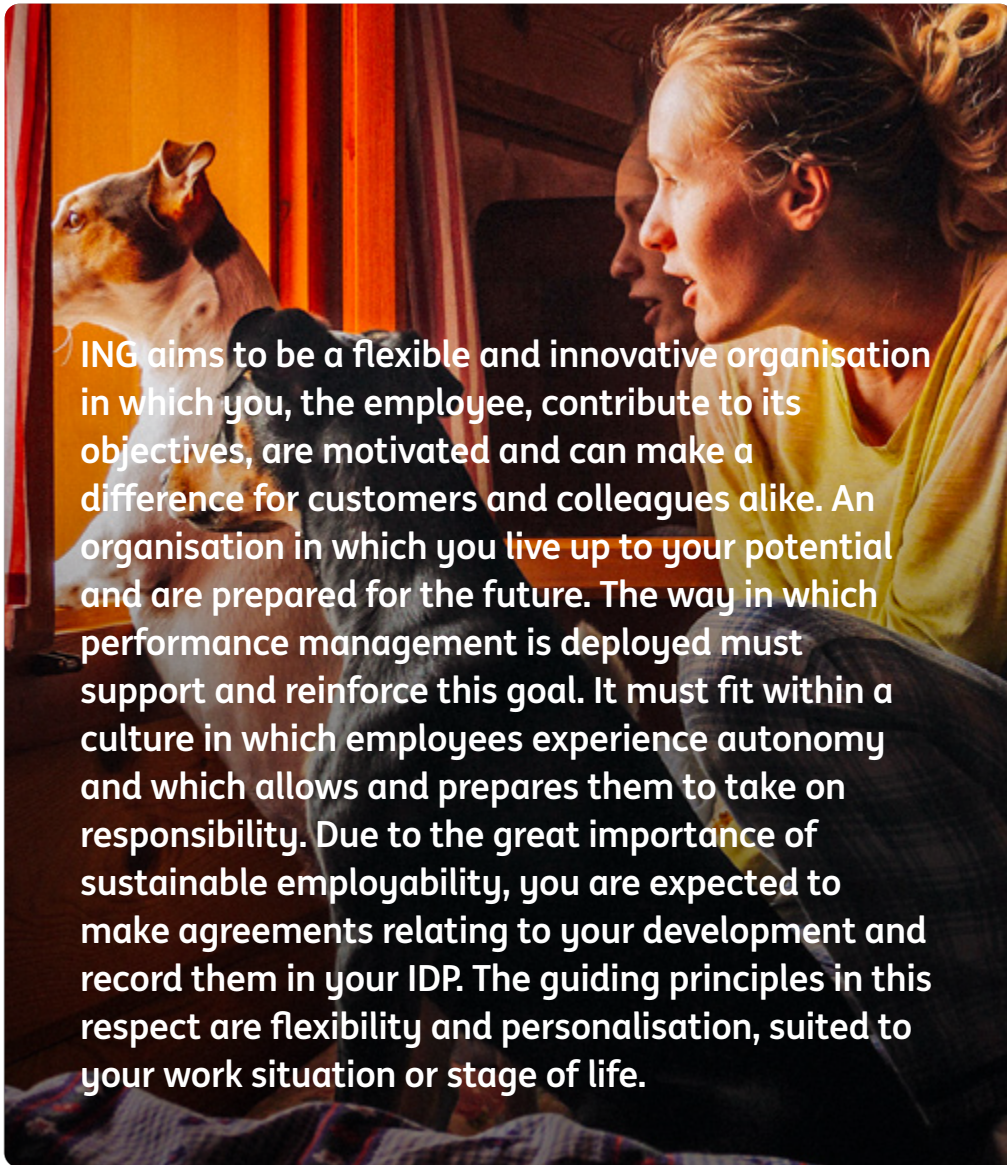 ING aims to be a flexible and innovative organisation
in which you, the employee, contribute to its
objectives, are motivated and can make a
difference for customers and colleagues alike. An
organisation in which you live up to your potential
and are prepared for the future. The way in which
performance management is deployed must
support and reinforce this goal. It must fit within a
culture in which employees experience autonomy
and which allows and prepares them to take on
responsibility. Due to the great importance of
sustainable employability, you are expected to
make agreements relating to your development and
record them in your IDP. The guiding principles in this
respect are flexibility and personalisation, suited to
your work situation or stage of life.